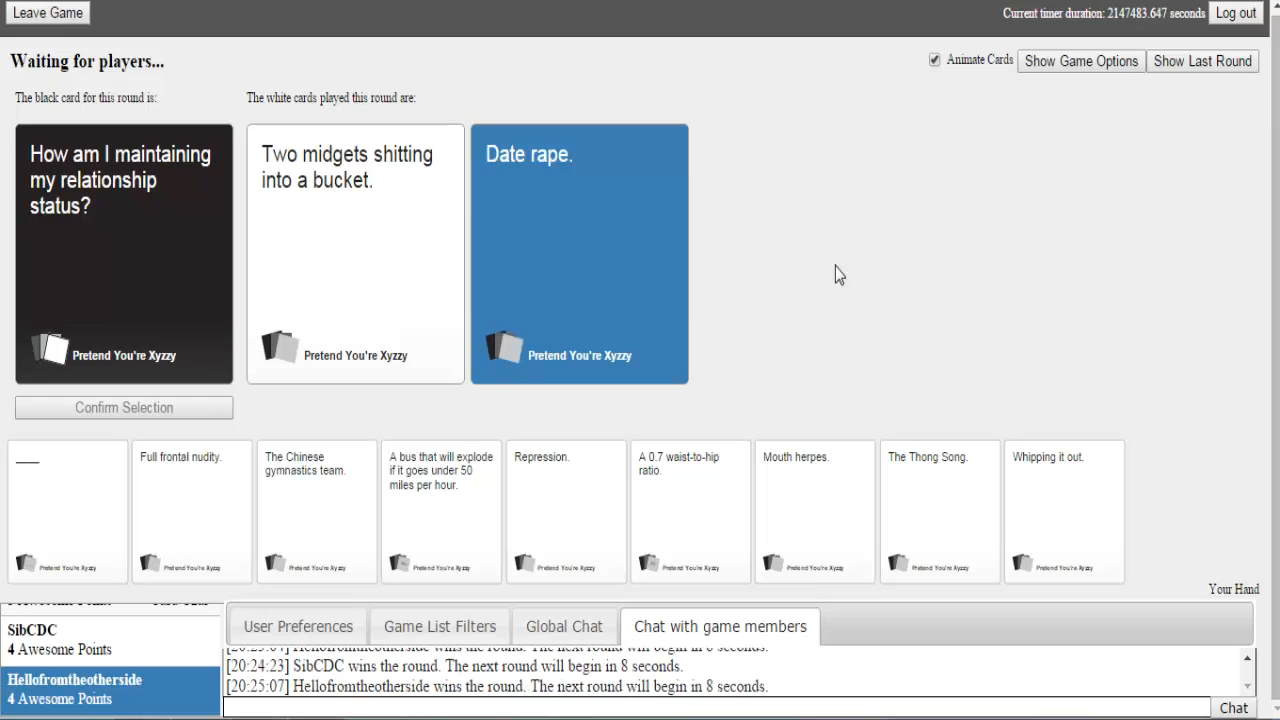 Leave Game
Current timer duration: 2147483.647 seconds
Log out
Waiting for players...
Animate Cards
Show Game Options
Show Last Round
The black card for this round is:
The white cards played this round are:
How am I maintaining
my relationship
status?
Pretend You're Xyzzy
Two midgets shitting
into a bucket.
Pretend You're Xyzzy
Date rape.
Pretend You're Xyzzy
Confirm Selection
____
Pretend You're Xyzzy
Full frontal nudity.
Pretend You're Xyzzy
The Chinese
gymnastics team.
Pretend You're Xyzzy
A bus that will explode
if it goes under 50
miles per hour.
Pretend You're Xyzzy
Repression.
Pretend You're Xyzzy
A 0.7 waist-to-hip
ratio.
Pretend You're Xyzzy
Mouth herpes.
Pretend You're Xyzzy
The Thong Song.
Pretend You're Xyzzy
Whipping it out.
Pretend You're Xyzzy
Your Hand
SibCDC
4 Awesome Points
Hellofromtheotherside
4 Awesome Points
User Preferences
Game List Filters
Global Chat
Chat with game members
[20:24:23] SibCDC wins the round. The next round will begin in 8 seconds.
[20:25:07] Hellofromtheotherside wins the round. The next round will begin in 8 seconds.
Chat